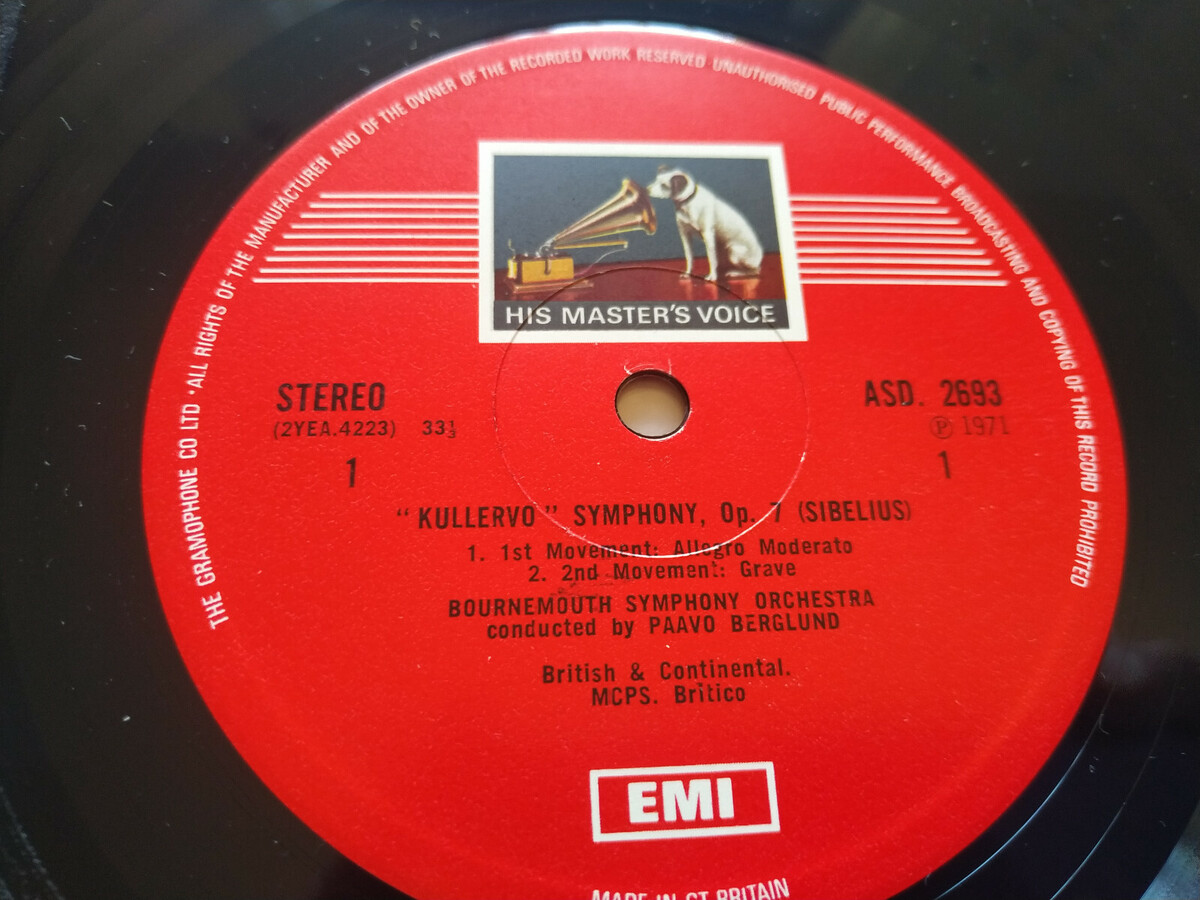 THE GRAMOPHONE CO LTD · ALL RIGHTS OF THE MANUFACTURER AND OF THE OWNER OF THE RECORDED WORK RESERVED UNAUTHORISED PUBLIC PERFORMANCE BROADCASTING AND COPYING OF THIS RECORD PROHIBITED
HIS MASTER'S VOICE
STEREO
(2YEA.4223) 33⅓
1
ASD. 2693
℗ 1971
1
"KULLERVO" SYMPHONY, Op. 7 (SIBELIUS)
1. 1st Movement: Allegro Moderato
2. 2nd Movement: Grave
BOURNEMOUTH SYMPHONY ORCHESTRA
conducted by PAAVO BERGLUND
British & Continental.
MCPS. Britico
EMI
MADE IN GT BRITAIN